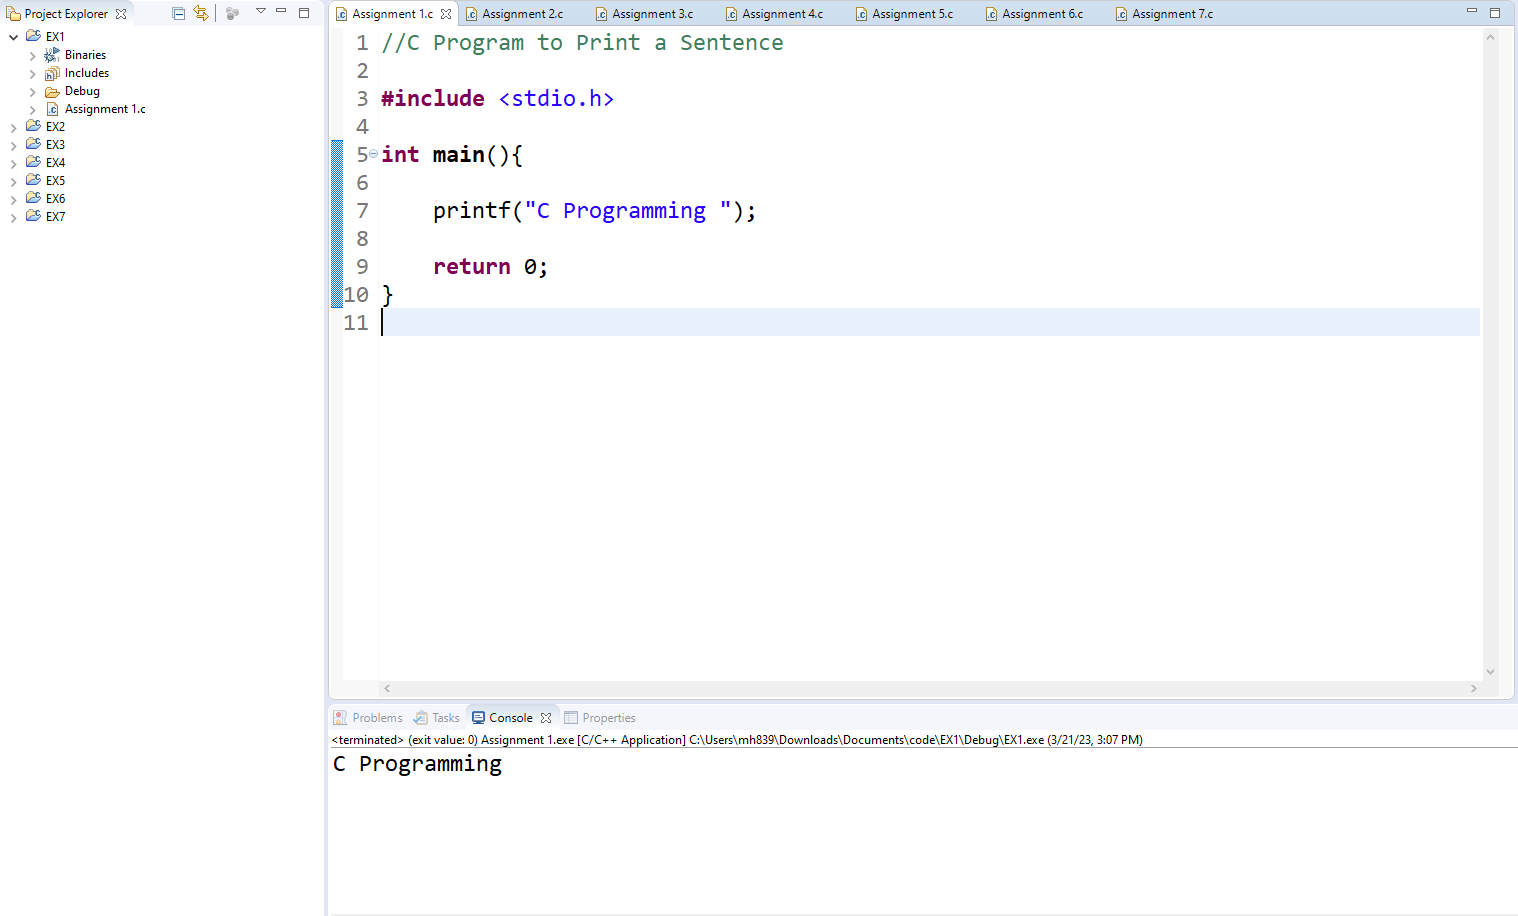 Project Explorer
EX1
Binaries
Includes
Debug
Assignment 1.c
EX2
EX3
EX4
EX5
EX6
EX7
Assignment 1.c Assignment 2.c Assignment 3.c Assignment 4.c Assignment 5.c Assignment 6.c Assignment 7.c
1 //C Program to Print a Sentence
2
3 #include <stdio.h>
4
5 int main(){
6
7     printf("C Programming ");
8
9     return 0;
10 }
11
Problems Tasks Console Properties
<terminated> (exit value: 0) Assignment 1.exe [C/C++ Application] C:\Users\mh839\Downloads\Documents\code\EX1\Debug\EX1.exe (3/21/23, 3:07 PM)
C Programming